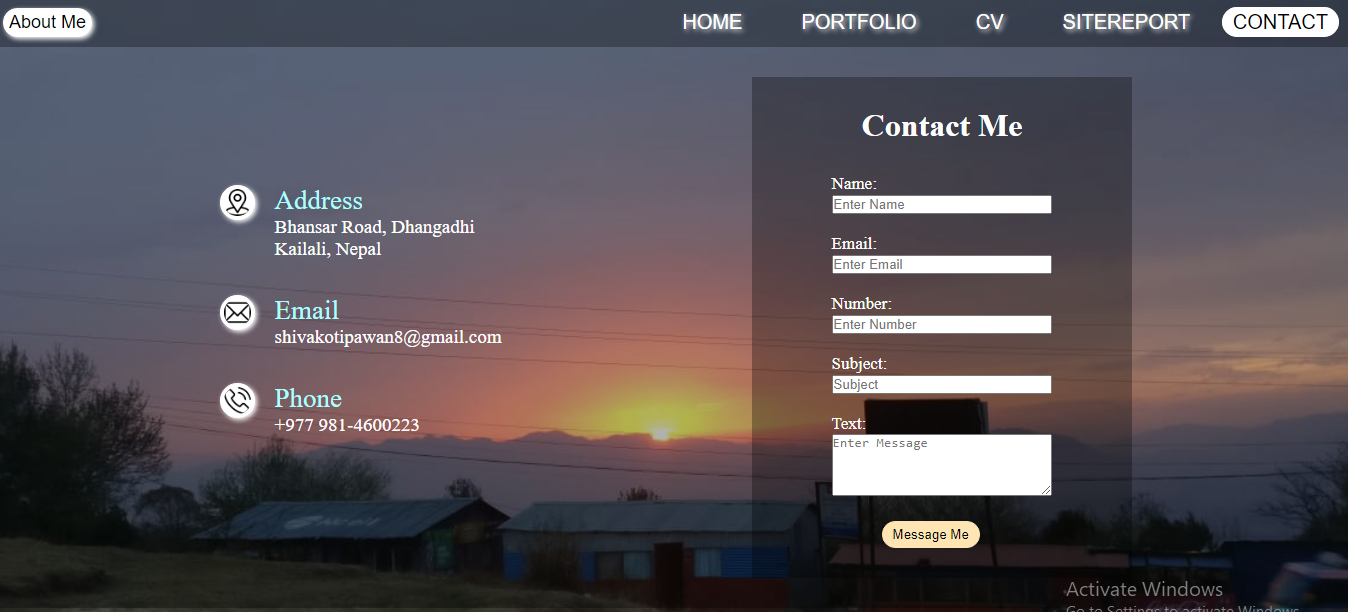 About Me
HOME PORTFOLIO CV SITEREPORT CONTACT
Address
Bhansar Road, Dhangadhi
Kailali, Nepal
Email
shivakotipawan8@gmail.com
Phone
+977 981-4600223
Contact Me
Name:
Enter Name
Email:
Enter Email
Number:
Enter Number
Subject:
Subject
Text:
Enter Message
Message Me
Activate Windows
Go to Settings to activate Windows.